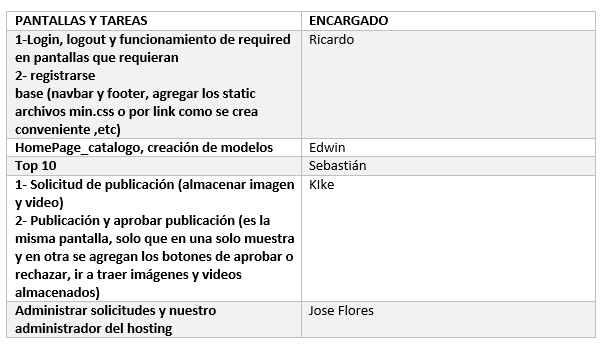 PANTALLAS Y TAREAS ENCARGADO
1-Login, logout y funcionamiento de required Ricardo
en pantallas que requieran
2- registrarse
base (navbar y footer, agregar los static
archivos min.css o por link como se crea
conveniente ,etc)
HomePage_catalogo, creación de modelos Edwin
Top 10 Sebastián
1- Solicitud de publicación (almacenar imagen KIke
y video)
2- Publicación y aprobar publicación (es la
misma pantalla, solo que en una solo muestra
y en otra se agregan los botones de aprobar o
rechazar, ir a traer imágenes y videos
almacenados)
Administrar solicitudes y nuestro Jose Flores
administrador del hosting